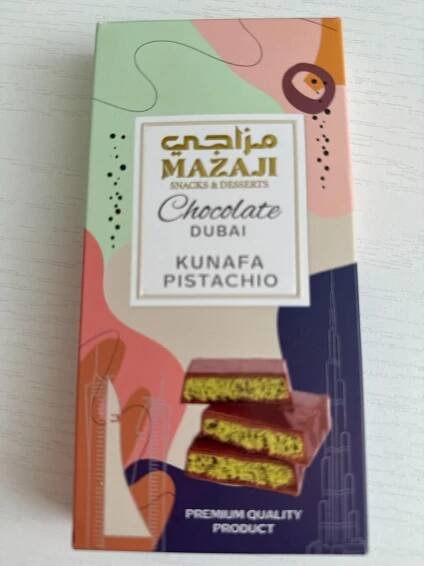 مزاجي
MAZAJI
SNACKS & DESSERTS
Chocolate
DUBAI
KUNAFA
PISTACHIO
PREMIUM QUALITY
PRODUCT